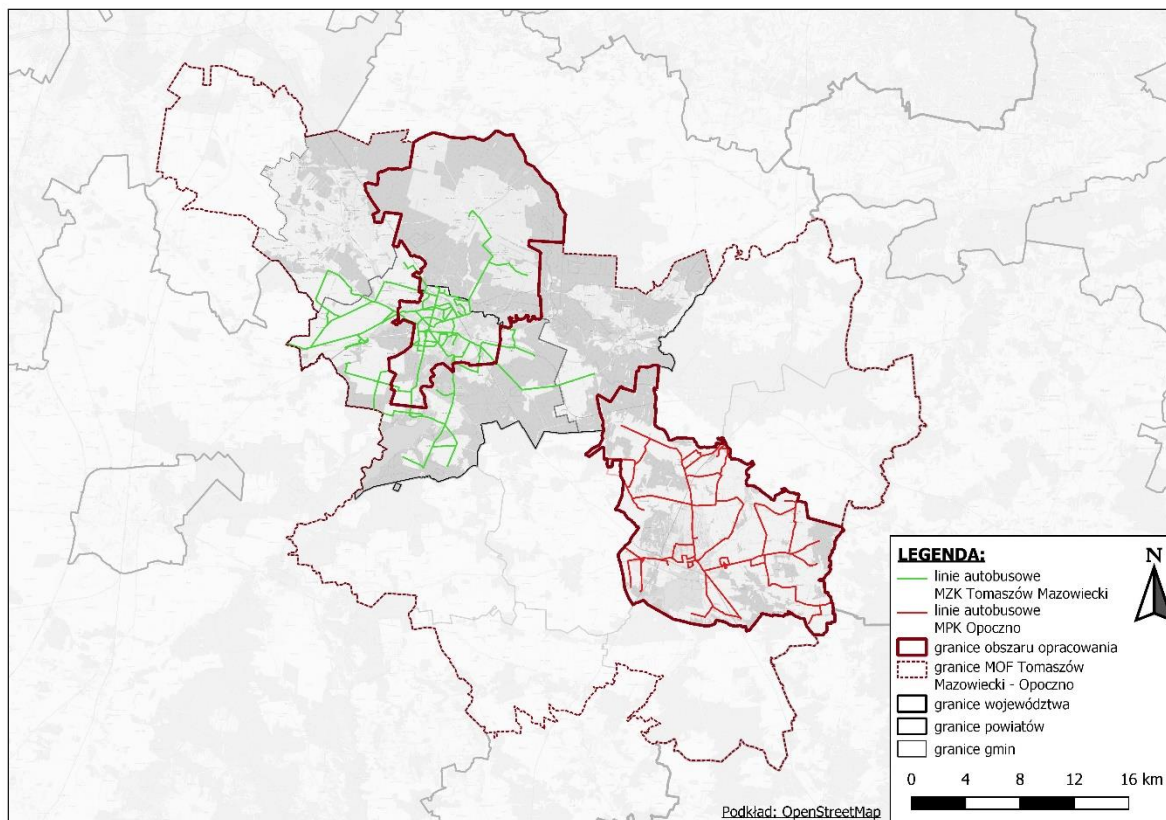 LEGENDA:
N
linie autobusowe
MZK Tomaszów Mazowiecki
linie autobusowe
MPK Opoczno
granice obszaru opracowania
granice MOF Tomaszów
Mazowiecki - Opoczno
granice województwa
granice powiatów
granice gmin
0 4 8 12 16 km
Podkład: OpenStreetMap